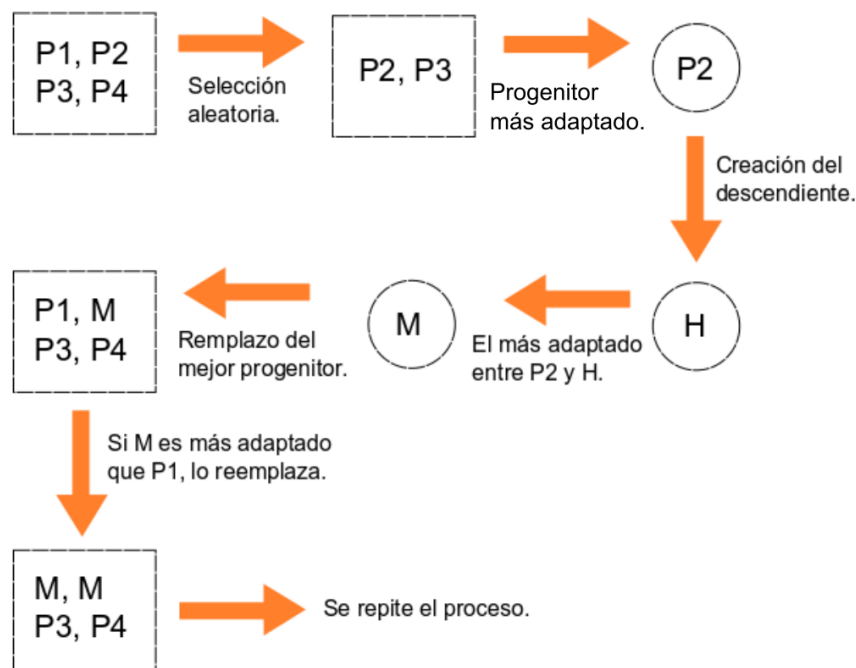 P1, P2
P3, P4
Selección
aleatoria.
P2, P3
Progenitor
más adaptado.
P2
Creación del
descendiente.
H
El más adaptado
entre P2 y H.
M
Remplazo del
mejor progenitor.
P1, M
P3, P4
Si M es más adaptado
que P1, lo reemplaza.
M, M
P3, P4
Se repite el proceso.